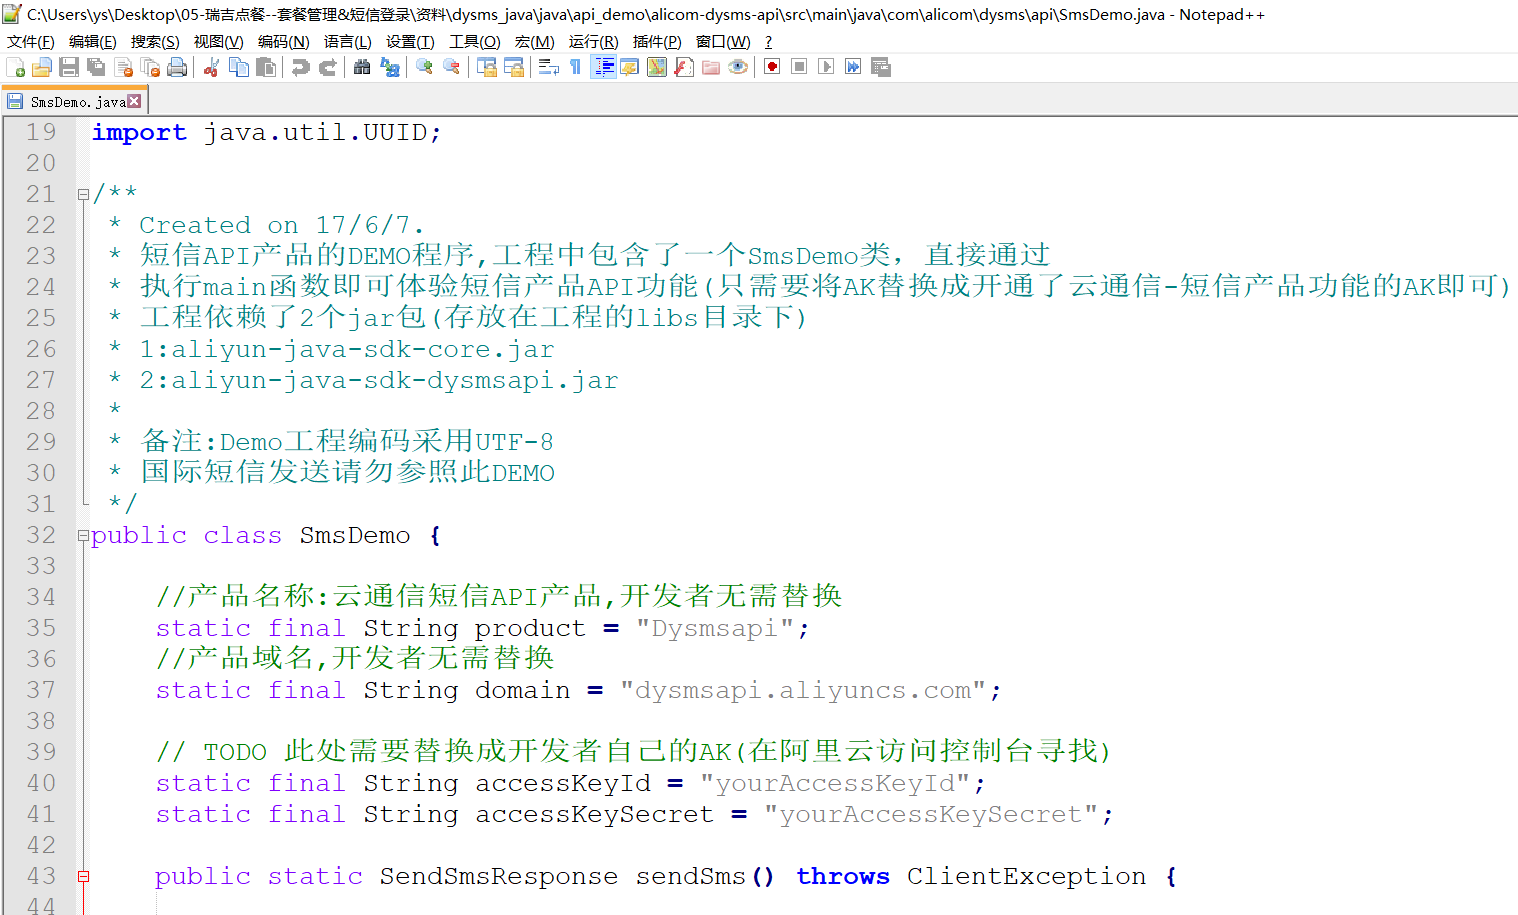 C:\Users\ys\Desktop\05-瑞吉点餐--套餐管理&短信登录\资料\dysms_java\java\api_demo\alicom-dysms-api\src\main\java\com\alicom\dysms\api\SmsDemo.java - Notepad++
文件(F) 编辑(E) 搜索(S) 视图(V) 编码(N) 语言(L) 设置(T) 工具(O) 宏(M) 运行(R) 插件(P) 窗口(W) ?
SmsDemo.java
19 import java.util.UUID;
20
21 /**
22 * Created on 17/6/7.
23 * 短信API产品的DEMO程序,工程中包含了一个SmsDemo类，直接通过
24 * 执行main函数即可体验短信产品API功能(只需要将AK替换成开通了云通信-短信产品功能的AK即可)
25 * 工程依赖了2个jar包(存放在工程的libs目录下)
26 * 1:aliyun-java-sdk-core.jar
27 * 2:aliyun-java-sdk-dysmsapi.jar
28 *
29 * 备注:Demo工程编码采用UTF-8
30 * 国际短信发送请勿参照此DEMO
31 */
32 public class SmsDemo {
33
34 //产品名称:云通信短信API产品,开发者无需替换
35 static final String product = "Dysmsapi";
36 //产品域名,开发者无需替换
37 static final String domain = "dysmsapi.aliyuncs.com";
38
39 // TODO 此处需要替换成开发者自己的AK(在阿里云访问控制台寻找)
40 static final String accessKeyId = "yourAccessKeyId";
41 static final String accessKeySecret = "yourAccessKeySecret";
42
43 public static SendSmsResponse sendSms() throws ClientException {
44